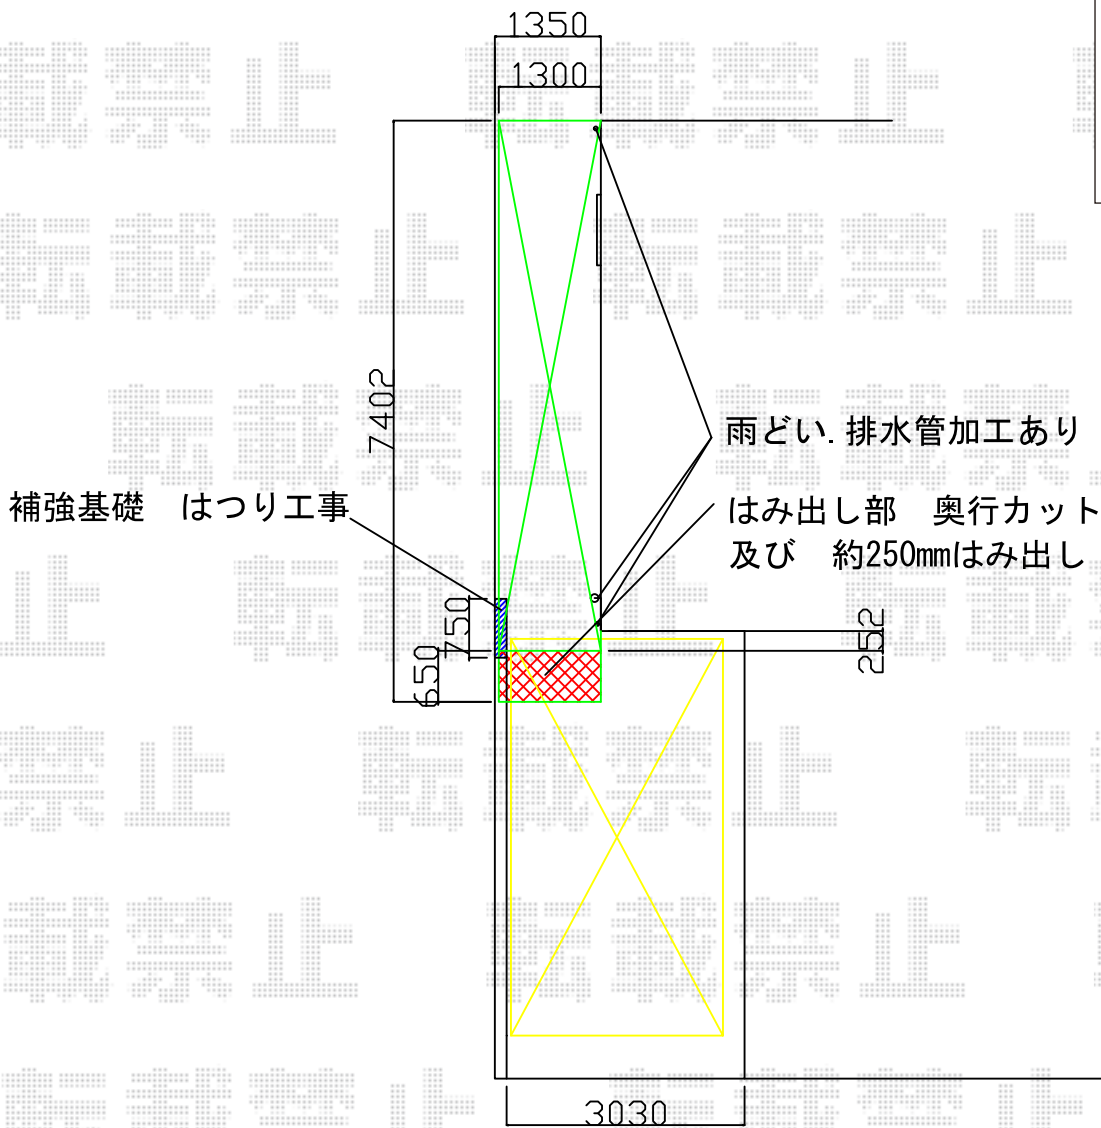 1350
1300
7402
雨どい.排水管加工あり
補強基礎　はつり工事
はみ出し部　奥行カット
及び　約250mmはみ出し
750
650
252
3030
転載禁止